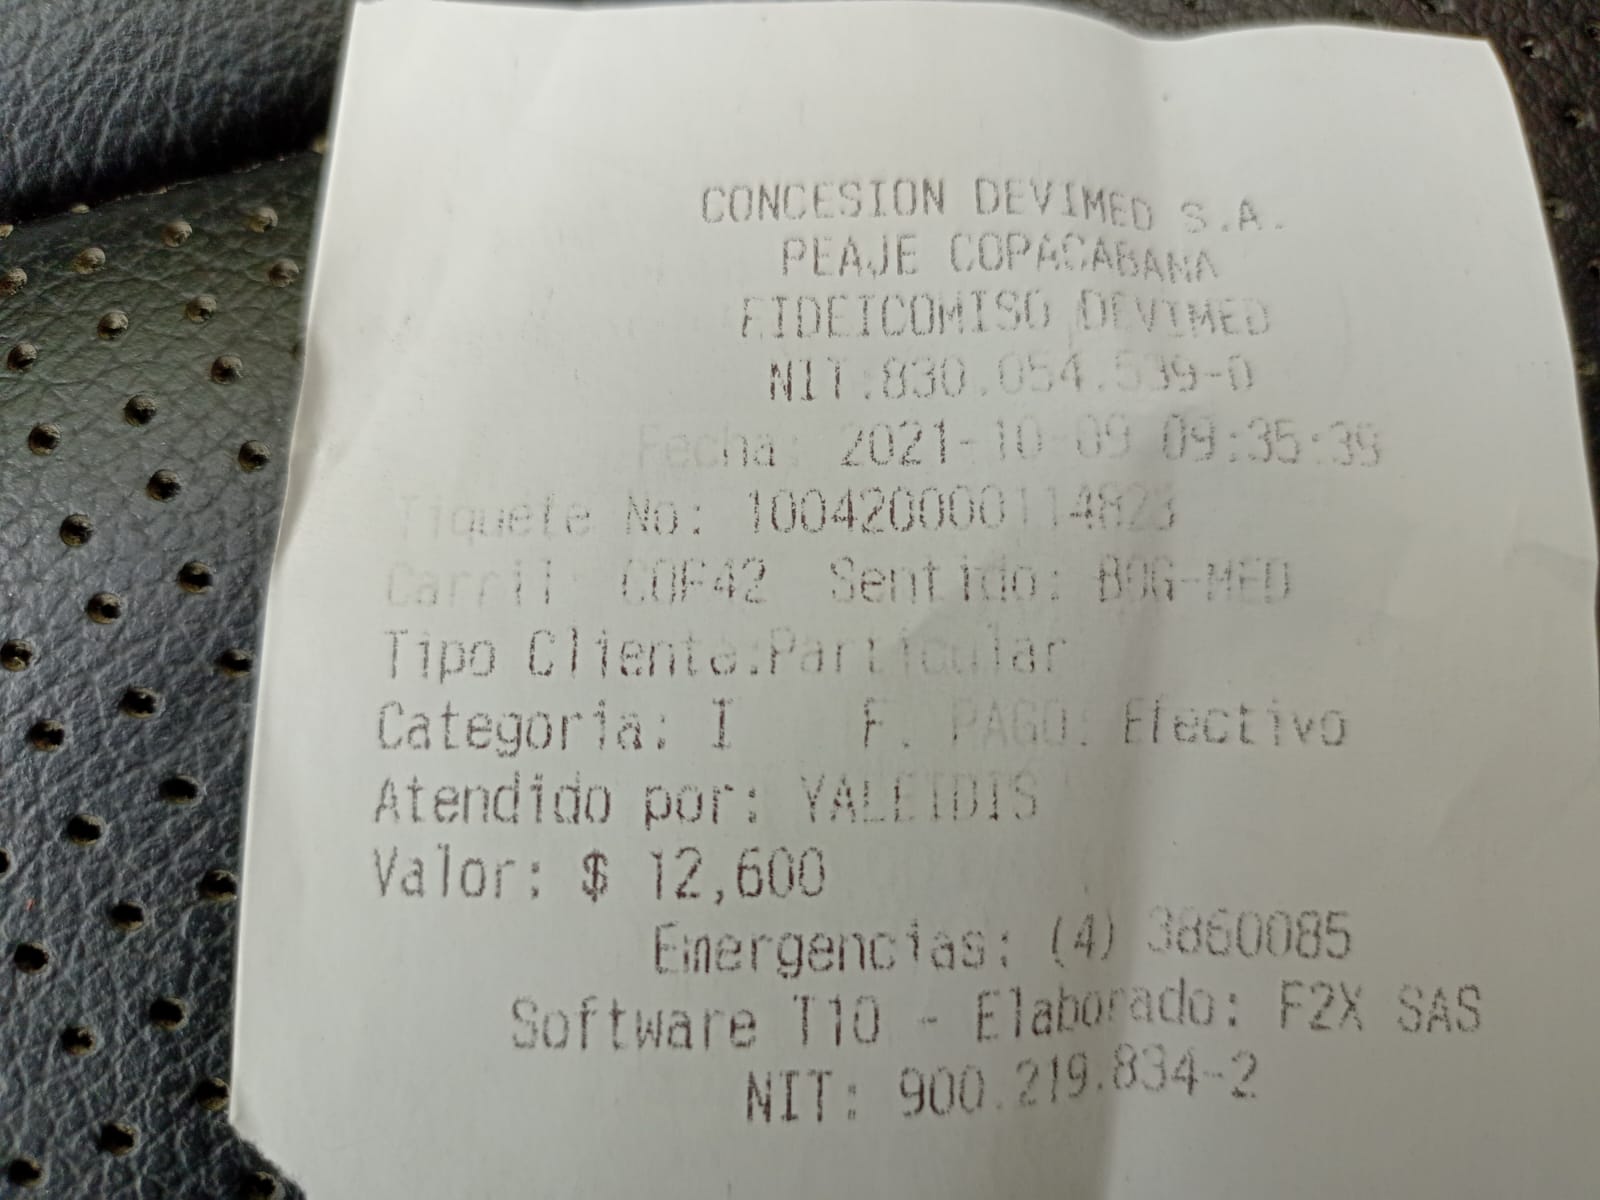 CONCESION DEVIMED S.A.
PEAJE COPACABANA
FIDEICOMISO DEVIMED
NIT:830.054.539-0
Fecha: 2021-10-09 09:35:39
Tiquete No: 100420000114823
Carril: COP42 Sentido: BOG-MED
Tipo Cliente:Particular
Categoria: I F. PAGO: Efectivo
Atendido por: YALEIDIS
Valor: $ 12,600
Emergencias: (4) 3860085
Software T10 - Elaborado: F2X SAS
NIT: 900.219.834-2